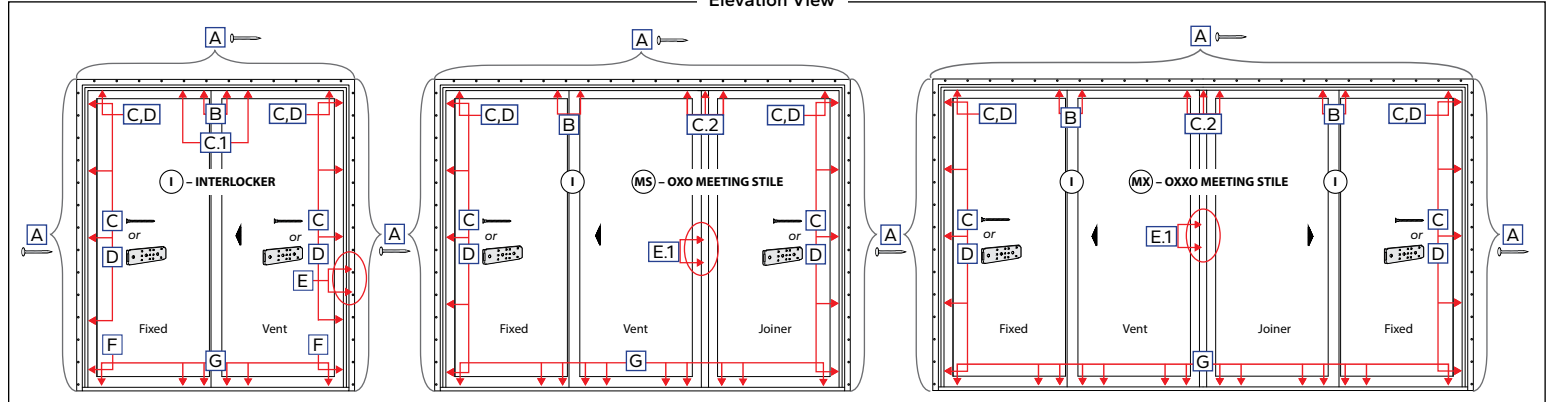 Elevation View
A
A
A
C,D
B
C,D
C.1
I – INTERLOCKER
A
C
or
D
C
or
D
E
A
Fixed
Vent
F
G
F
C,D
B
C.2
C,D
I
MS – OXO MEETING STILE
C
or
D
E.1
C
or
D
A
Fixed
Vent
Joiner
G
C,D
B
C.2
B
C,D
I
MX – OXXO MEETING STILE
I
C
or
D
E.1
C
or
D
A
Fixed
Vent
Joiner
Fixed
G